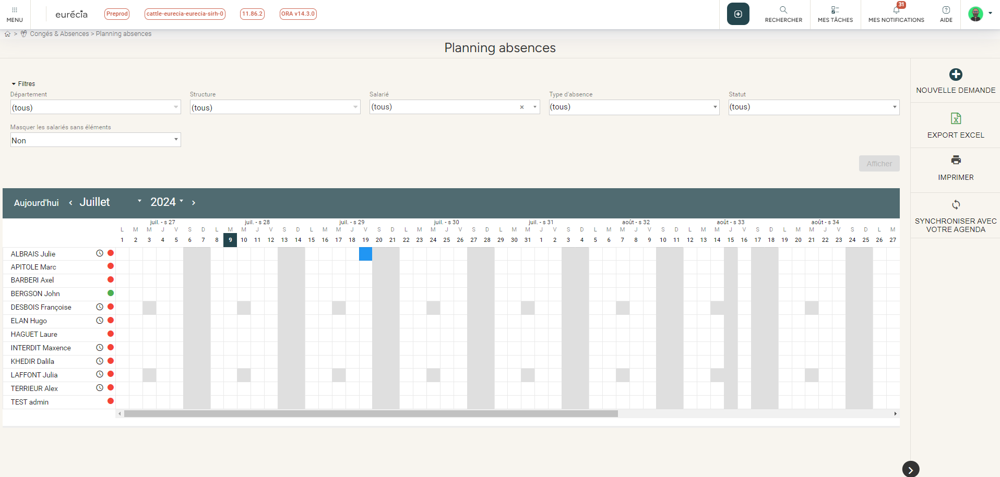 MENU
eurécia
Preprod
cattle-eurecia-eurecia-sirh-0
11.86.2
ORA v14.3.0
RECHERCHER
MES TÂCHES
31
MES NOTIFICATIONS
AIDE
> Congés & Absences > Planning absences
Planning absences
Filtres
Département
Structure
Salarié
Type d'absence
Statut
(tous)
(tous)
(tous)
(tous)
(tous)
Masquer les salariés sans éléments
Non
Afficher
NOUVELLE DEMANDE
EXPORT EXCEL
IMPRIMER
SYNCHRONISER AVEC
VOTRE AGENDA
Aujourd'hui ‹ Juillet 2024 ›
juil. - s 27 juil. - s 28 juil. - s 29 juil. - s 30 juil. - s 31 août - s 32 août - s 33 août - s 34
L M M J V S D L M M J V S D L M M J V S D L M M J V S D L M M J V S D L M M J V S D L M M J V S D L M M J V S D L M
1 2 3 4 5 6 7 8 9 10 11 12 13 14 15 16 17 18 19 20 21 22 23 24 25 26 27 28 29 30 31 1 2 3 4 5 6 7 8 9 10 11 12 13 14 15 16 17 18 19 20 21 22 23 24 25 26 27
ALBRAIS Julie
APITOLE Marc
BARBERI Axel
BERGSON John
DESBOIS Françoise
ELAN Hugo
HAGUET Laure
INTERDIT Maxence
KHEDIR Dalila
LAFFONT Julia
TERRIEUR Alex
TEST admin